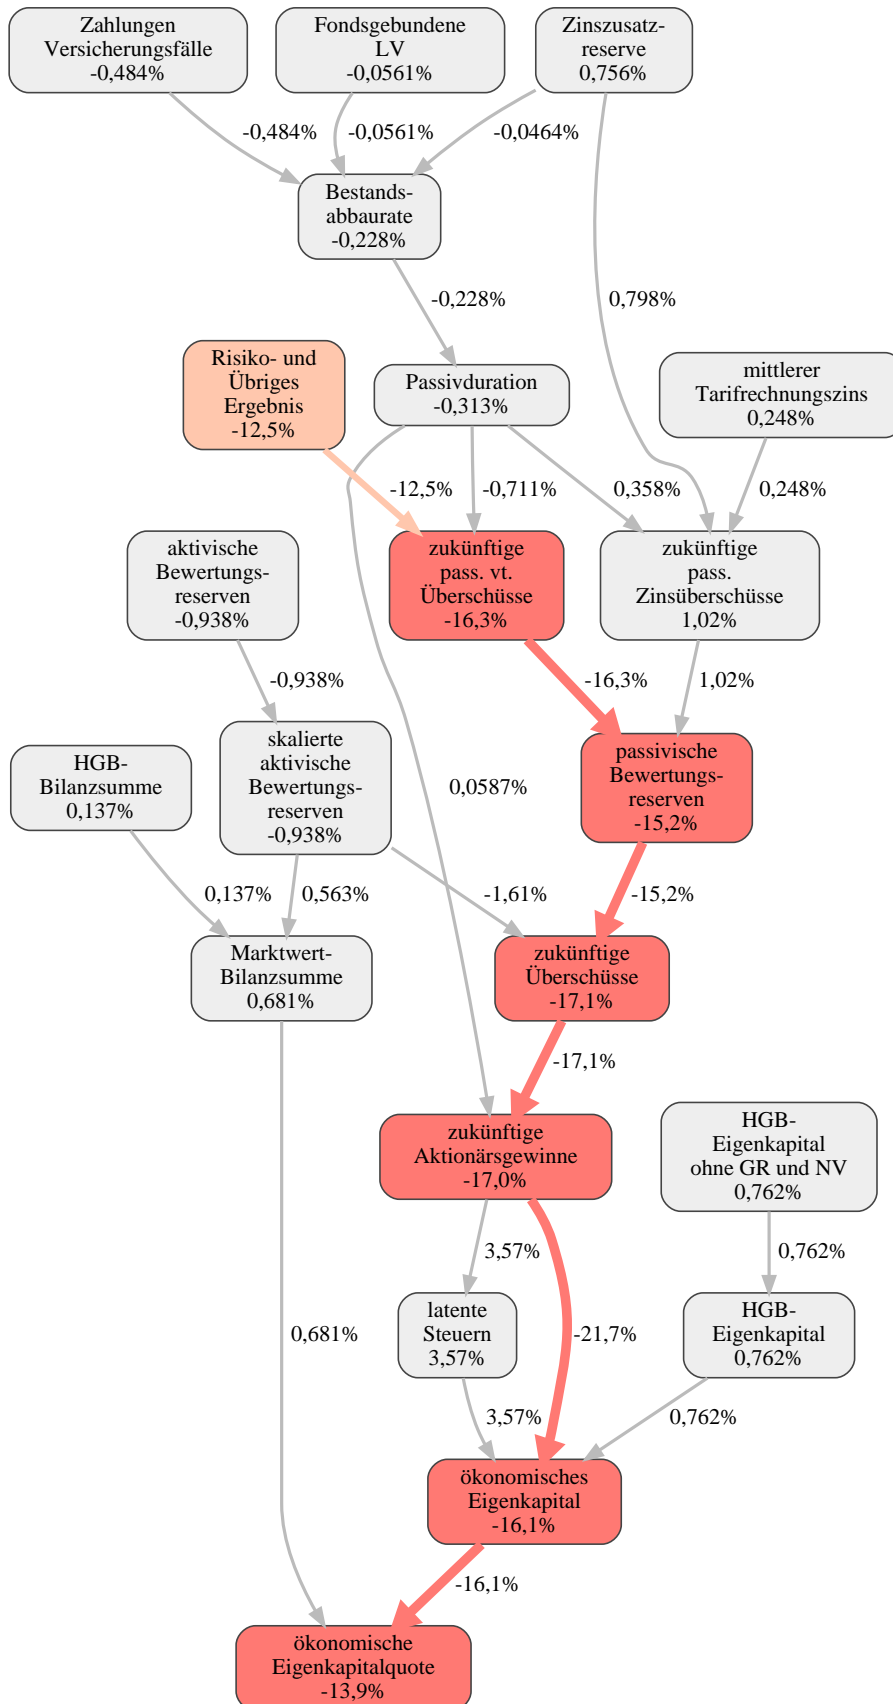 Zahlungen
Versicherungsfälle
-0,484%
Fondsgebundene
LV
-0,0561%
Zinszusatz-
reserve
0,756%
-0,484%
-0,0561%
-0,0464%
Bestands-
abbaurate
-0,228%
-0,228%
0,798%
Risiko- und
Übriges
Ergebnis
-12,5%
Passivduration
-0,313%
mittlerer
Tarifrechnungszins
0,248%
-12,5%
-0,711%
0,358%
0,248%
aktivische
Bewertungs-
reserven
-0,938%
zukünftige
pass. vt.
Überschüsse
-16,3%
zukünftige
pass.
Zinsüberschüsse
1,02%
-0,938%
-16,3%
1,02%
HGB-
Bilanzsumme
0,137%
skalierte
aktivische
Bewertungs-
reserven
-0,938%
0,0587%
passivische
Bewertungs-
reserven
-15,2%
0,137%
0,563%
-1,61%
-15,2%
Marktwert-
Bilanzsumme
0,681%
zukünftige
Überschüsse
-17,1%
-17,1%
zukünftige
Aktionärsgewinne
-17,0%
HGB-
Eigenkapital
ohne GR und NV
0,762%
3,57%
0,762%
0,681%
latente
Steuern
3,57%
-21,7%
HGB-
Eigenkapital
0,762%
3,57%
0,762%
ökonomisches
Eigenkapital
-16,1%
-16,1%
ökonomische
Eigenkapitalquote
-13,9%